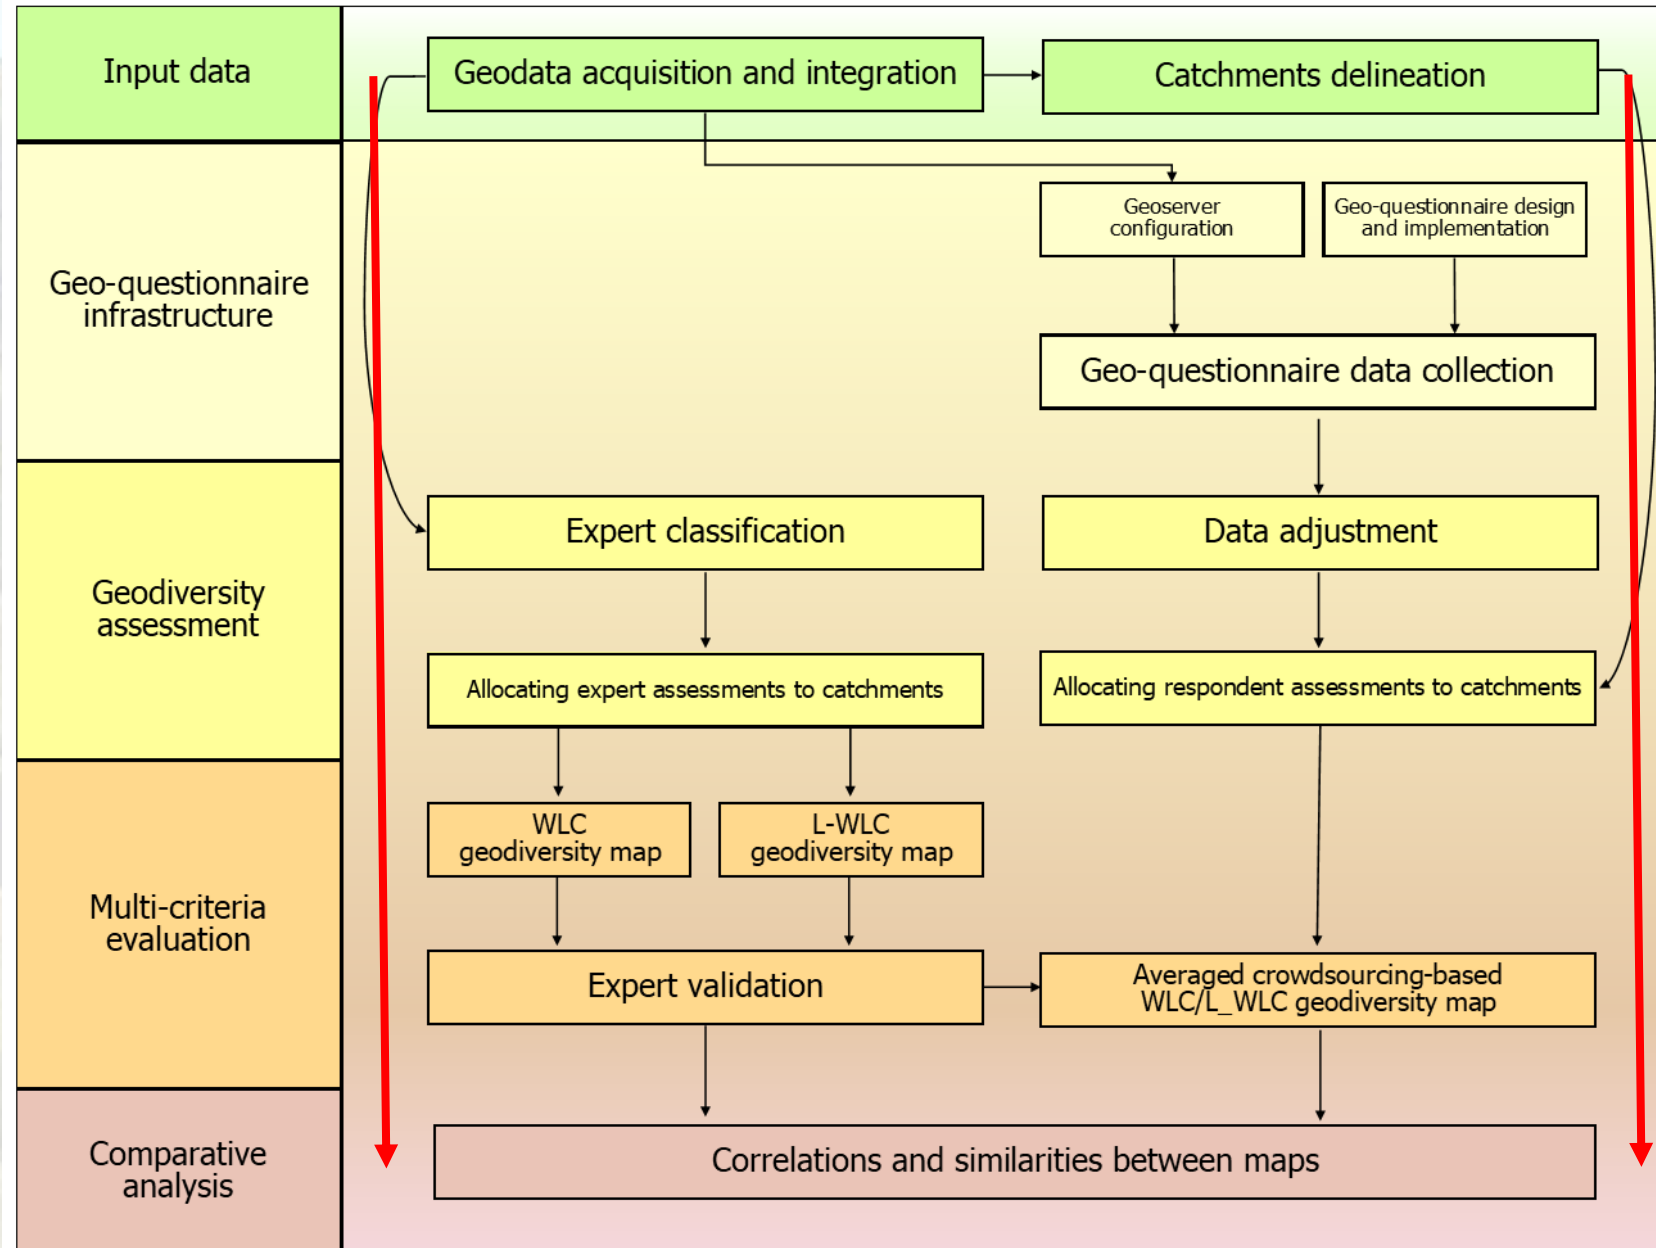 Input data
Geodata acquisition and integration
Catchments delineation
Geo-questionnaire
infrastructure
Geoserver
configuration
Geo-questionnaire design
and implementation
Geo-questionnaire data collection
Geodiversity
assessment
Expert classification
Data adjustment
Allocating expert assessments to catchments
Allocating respondent assessments to catchments
Multi-criteria
evaluation
WLC
geodiversity map
L-WLC
geodiversity map
Expert validation
Averaged crowdsourcing-based
WLC/L_WLC geodiversity map
Comparative
analysis
Correlations and similarities between maps